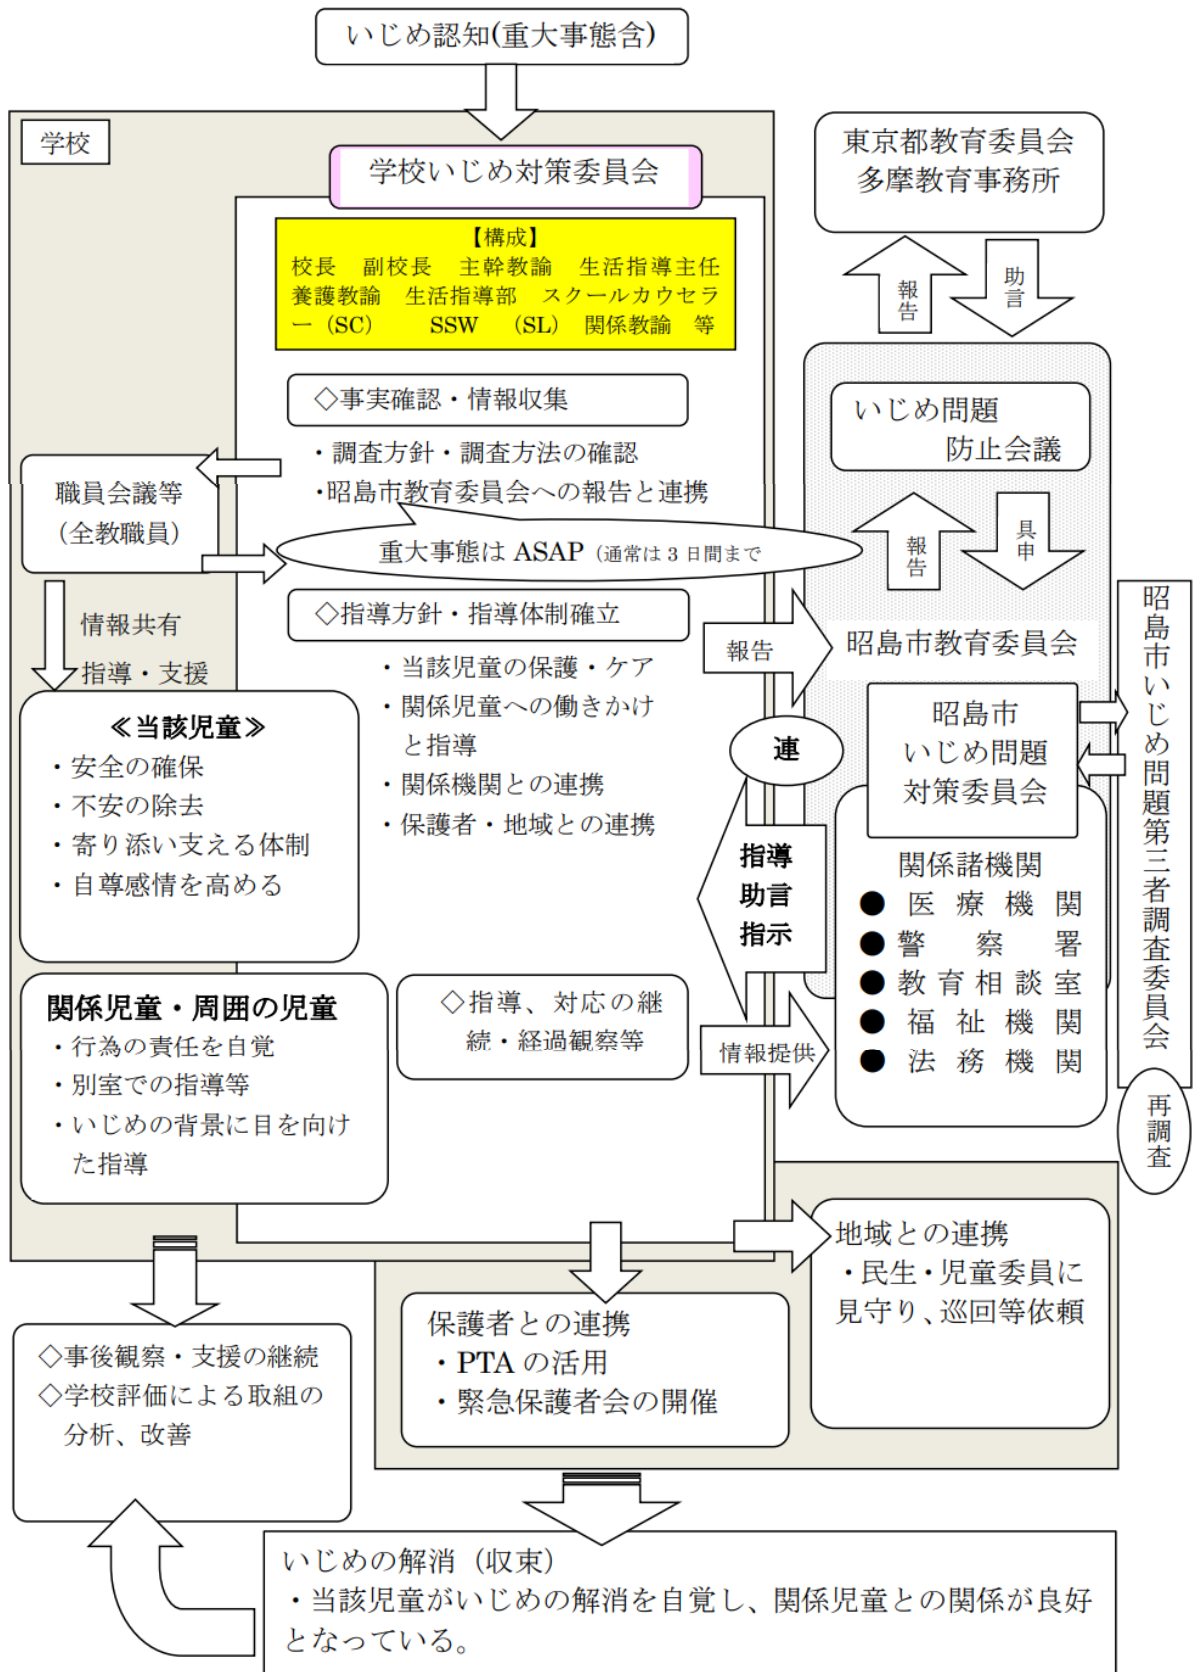 いじめ認知(重大事態含)
学校
学校いじめ対策委員会
【構成】
校長　副校長　主幹教諭　生活指導主任
養護教諭　生活指導部　スクールカウセラ
ー（SC）　SSW　（SL）　関係教諭　等
◇事実確認・情報収集
・調査方針・調査方法の確認
・昭島市教育委員会への報告と連携
職員会議等
（全教職員）
重大事態は ASAP（通常は 3 日間まで
情報共有
指導・支援
◇指導方針・指導体制確立
・当該児童の保護・ケア
・関係児童への働きかけ
と指導
・関係機関との連携
・保護者・地域との連携
≪当該児童≫
・安全の確保
・不安の除去
・寄り添い支える体制
・自尊感情を高める
関係児童・周囲の児童
・行為の責任を自覚
・別室での指導等
・いじめの背景に目を向け
た指導
◇指導、対応の継
続・経過観察等
報告
連
指導
助言
指示
情報提供
東京都教育委員会
多摩教育事務所
報告
助言
いじめ問題
防止会議
報告
具申
昭島市教育委員会
昭島市
いじめ問題
対策委員会
関係諸機関
●医療機関
●警察署
●教育相談室
●福祉機関
●法務機関
昭島市いじめ問題第三者調査委員会
再調査
地域との連携
・民生・児童委員に
見守り、巡回等依頼
保護者との連携
・PTA の活用
・緊急保護者会の開催
◇事後観察・支援の継続
◇学校評価による取組の
分析、改善
いじめの解消（収束）
・当該児童がいじめの解消を自覚し、関係児童との関係が良好
となっている。